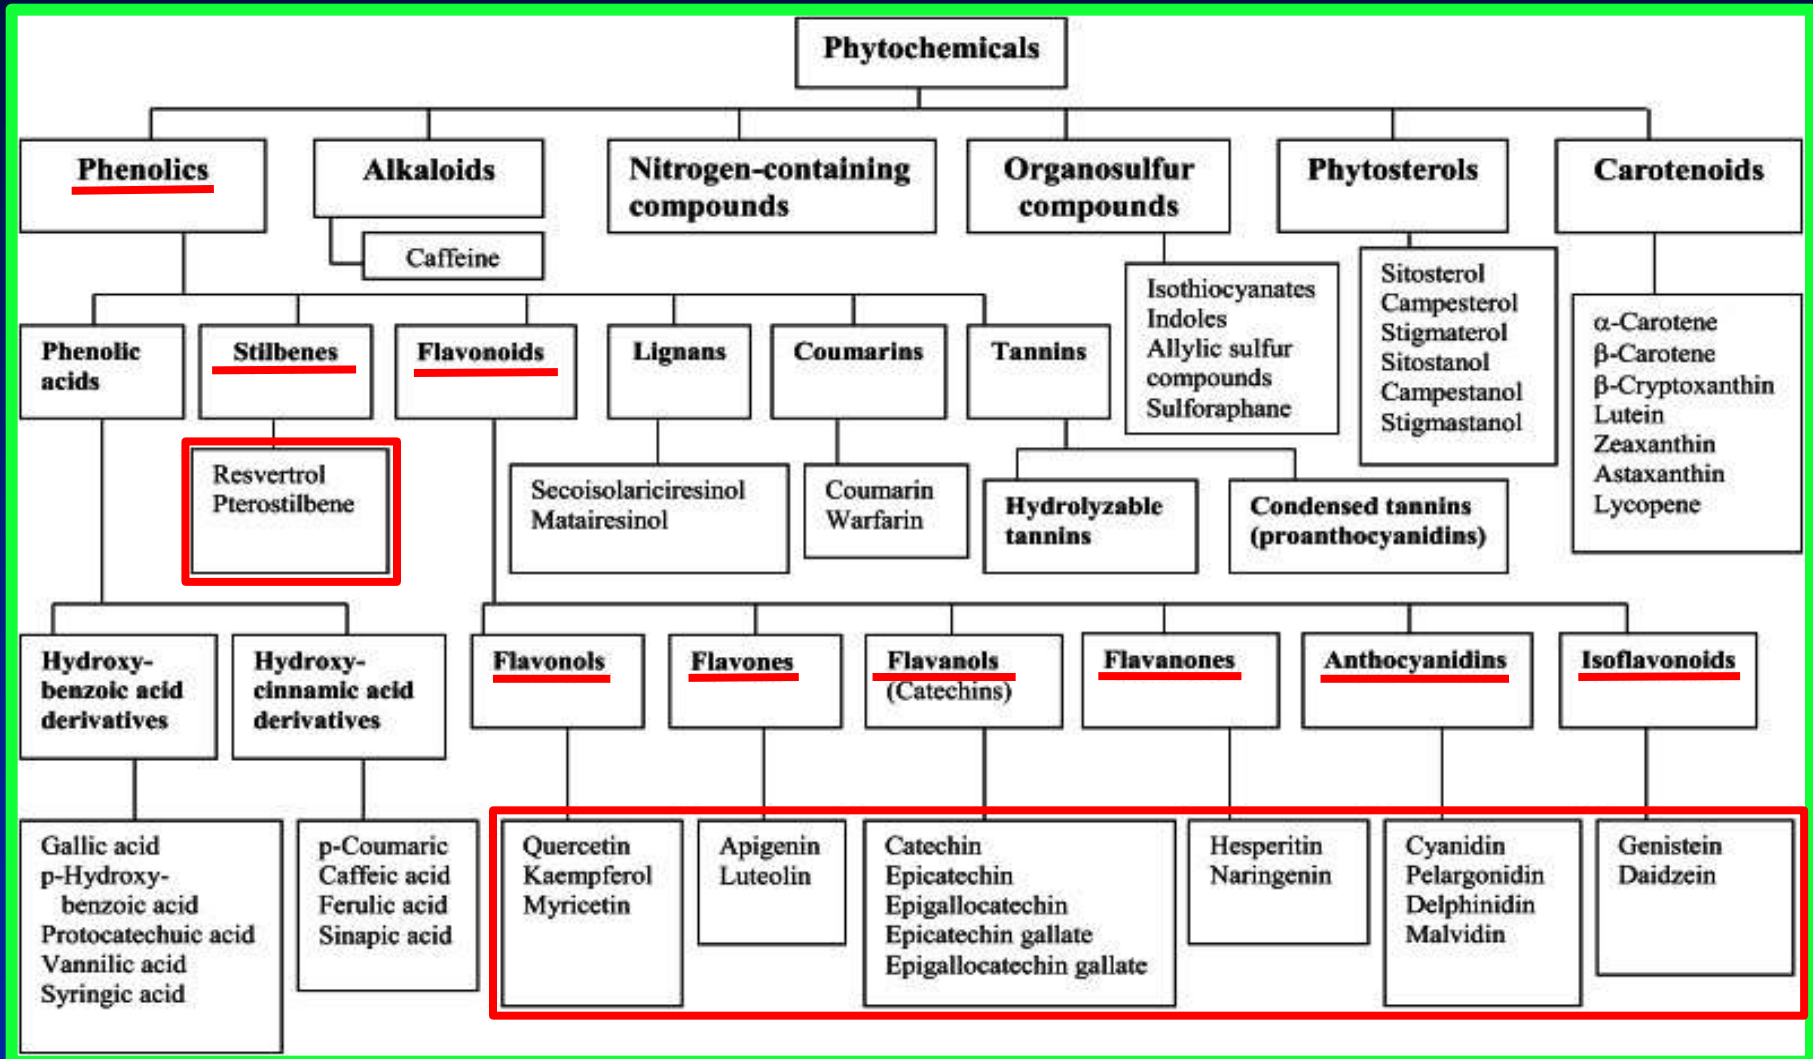 Phytochemicals
Phenolics
Alkaloids
Nitrogen-containing
compounds
Organosulfur
compounds
Phytosterols
Carotenoids
Caffeine
Isothiocyanates
Indoles
Allylic sulfur
compounds
Sulforaphane
Sitosterol
Campesterol
Stigmaterol
Sitostanol
Campestanol
Stigmastanol
α-Carotene
β-Carotene
β-Cryptoxanthin
Lutein
Zeaxanthin
Astaxanthin
Lycopene
Phenolic
acids
Stilbenes
Flavonoids
Lignans
Coumarins
Tannins
Resvertrol
Pterostilbene
Secoisolariciresinol
Matairesinol
Coumarin
Warfarin
Hydrolyzable
tannins
Condensed tannins
(proanthocyanidins)
Hydroxy-
benzoic acid
derivatives
Hydroxy-
cinnamic acid
derivatives
Flavonols
Flavones
Flavanols
(Catechins)
Flavanones
Anthocyanidins
Isoflavonoids
Gallic acid
p-Hydroxy-
benzoic acid
Protocatechuic acid
Vannilic acid
Syringic acid
p-Coumaric
Caffeic acid
Ferulic acid
Sinapic acid
Quercetin
Kaempferol
Myricetin
Apigenin
Luteolin
Catechin
Epicatechin
Epigallocatechin
Epicatechin gallate
Epigallocatechin gallate
Hesperitin
Naringenin
Cyanidin
Pelargonidin
Delphinidin
Malvidin
Genistein
Daidzein